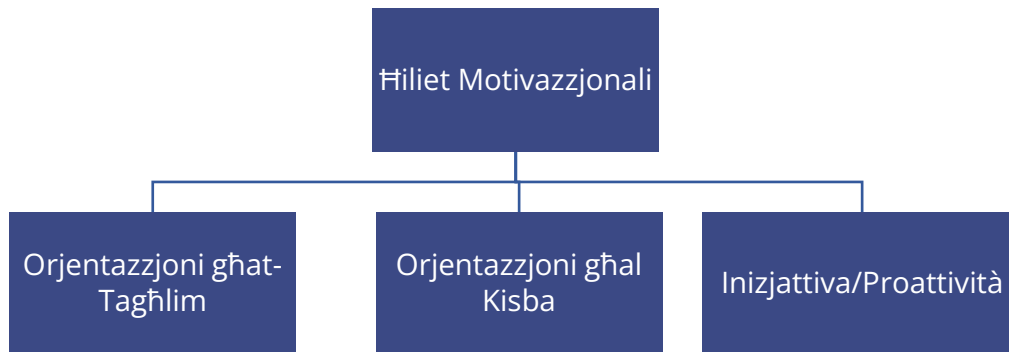 Ħiliet Motivazzjonali
Orjentazzjoni għat-
Tagħlim
Orjentazzjoni għal
Kisba
Inizjattiva/Proattività